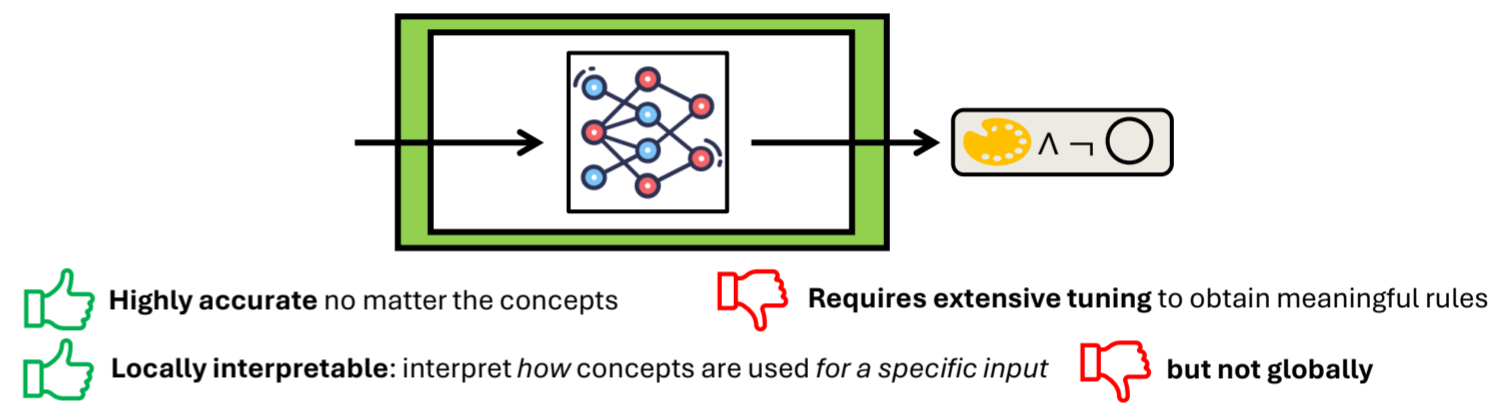 ∧ ¬
Highly accurate no matter the concepts
Requires extensive tuning to obtain meaningful rules
Locally interpretable: interpret how concepts are used for a specific input
but not globally